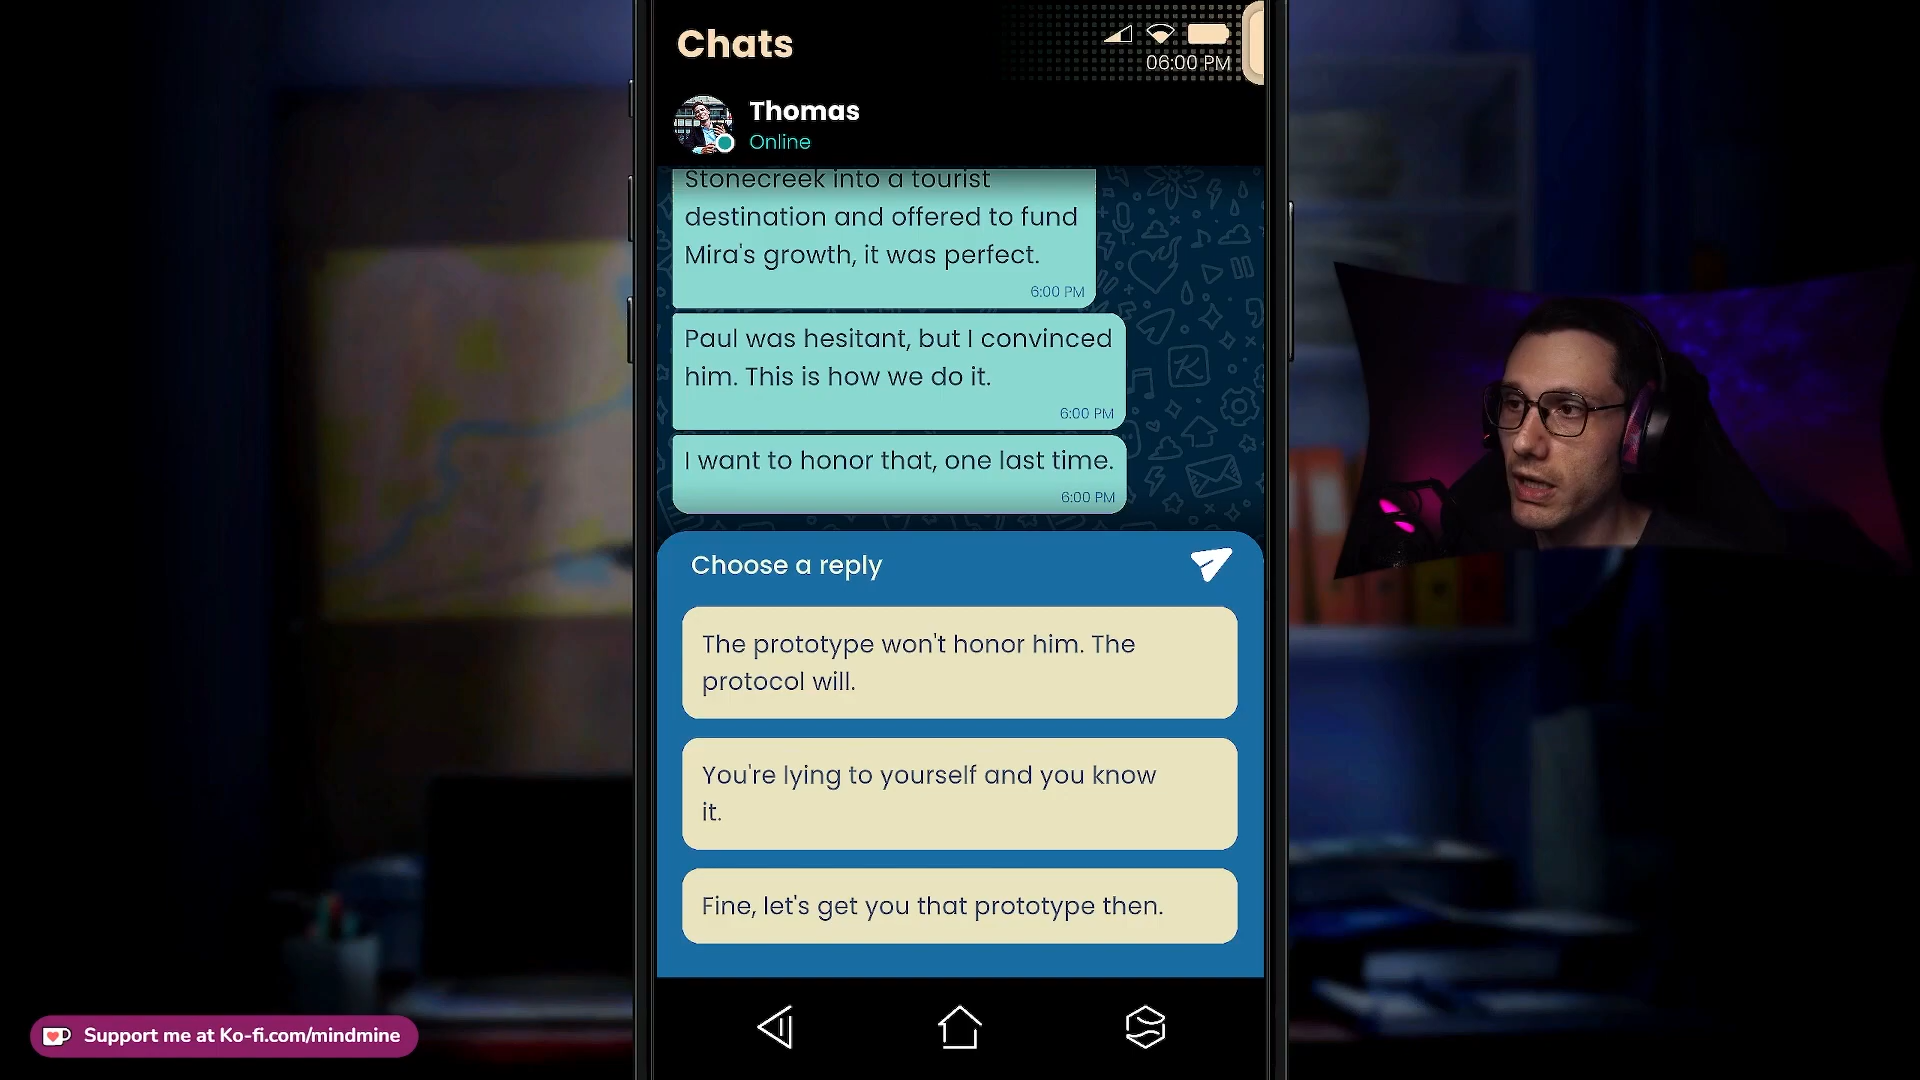 Chats
06:00 PM
Thomas
Online
Stonecreek into a tourist
destination and offered to fund
Mira's growth, it was perfect.
6:00 PM
Paul was hesitant, but I convinced
him. This is how we do it.
6:00 PM
I want to honor that, one last time.
6:00 PM
Choose a reply
The prototype won't honor him. The
protocol will.
You're lying to yourself and you know
it.
Fine, let's get you that prototype then.
Support me at Ko-fi.com/mindmine